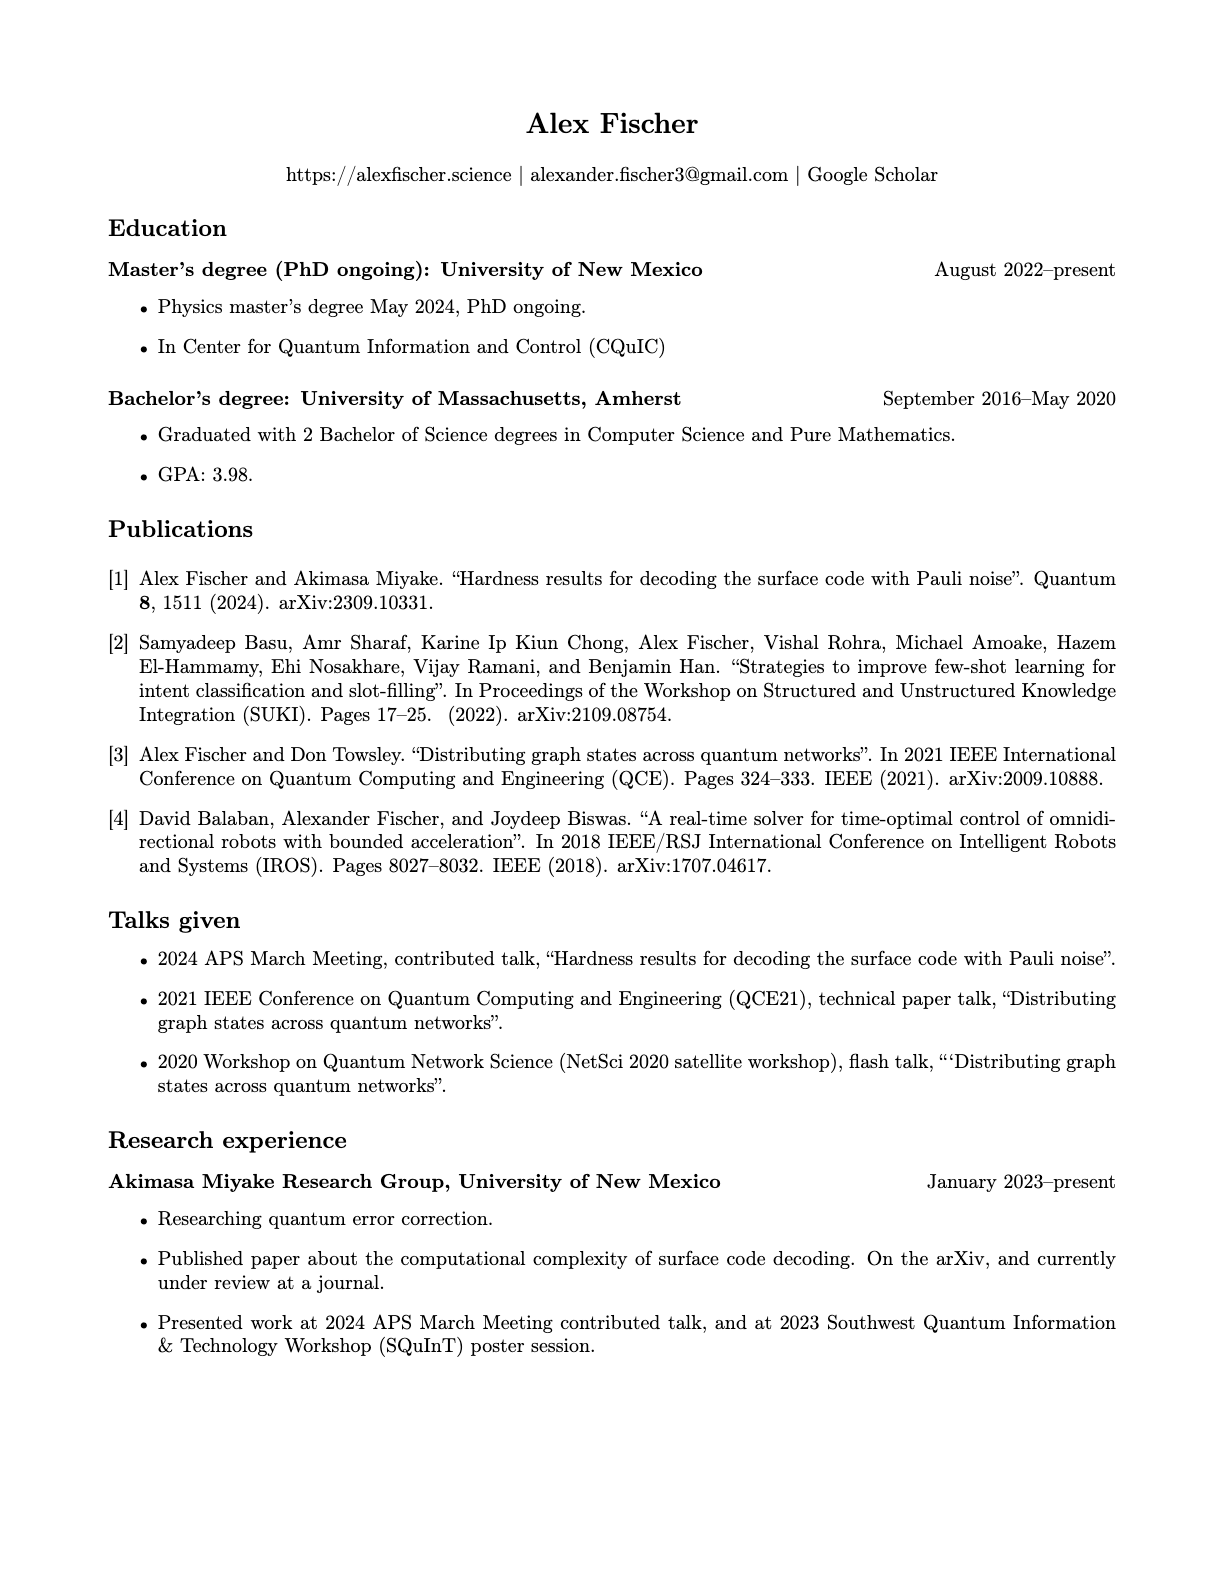 Alex Fischer
https://alexfischer.science | alexander.fischer3@gmail.com | Google Scholar
Education
Master's degree (PhD ongoing): University of New Mexico August 2022–present
• Physics master's degree May 2024, PhD ongoing.
• In Center for Quantum Information and Control (CQuIC)
Bachelor's degree: University of Massachusetts, Amherst September 2016–May 2020
• Graduated with 2 Bachelor of Science degrees in Computer Science and Pure Mathematics.
• GPA: 3.98.
Publications
[1] Alex Fischer and Akimasa Miyake. “Hardness results for decoding the surface code with Pauli noise”. Quantum
8, 1511 (2024). arXiv:2309.10331.
[2] Samyadeep Basu, Amr Sharaf, Karine Ip Kiun Chong, Alex Fischer, Vishal Rohra, Michael Amoake, Hazem
El-Hammamy, Ehi Nosakhare, Vijay Ramani, and Benjamin Han. “Strategies to improve few-shot learning for
intent classification and slot-filling”. In Proceedings of the Workshop on Structured and Unstructured Knowledge
Integration (SUKI). Pages 17–25. (2022). arXiv:2109.08754.
[3] Alex Fischer and Don Towsley. “Distributing graph states across quantum networks”. In 2021 IEEE International
Conference on Quantum Computing and Engineering (QCE). Pages 324–333. IEEE (2021). arXiv:2009.10888.
[4] David Balaban, Alexander Fischer, and Joydeep Biswas. “A real-time solver for time-optimal control of omnidi-
rectional robots with bounded acceleration”. In 2018 IEEE/RSJ International Conference on Intelligent Robots
and Systems (IROS). Pages 8027–8032. IEEE (2018). arXiv:1707.04617.
Talks given
• 2024 APS March Meeting, contributed talk, “Hardness results for decoding the surface code with Pauli noise”.
• 2021 IEEE Conference on Quantum Computing and Engineering (QCE21), technical paper talk, “Distributing
graph states across quantum networks”.
• 2020 Workshop on Quantum Network Science (NetSci 2020 satellite workshop), flash talk, “‘Distributing graph
states across quantum networks”.
Research experience
Akimasa Miyake Research Group, University of New Mexico January 2023–present
• Researching quantum error correction.
• Published paper about the computational complexity of surface code decoding. On the arXiv, and currently
under review at a journal.
• Presented work at 2024 APS March Meeting contributed talk, and at 2023 Southwest Quantum Information
& Technology Workshop (SQuInT) poster session.